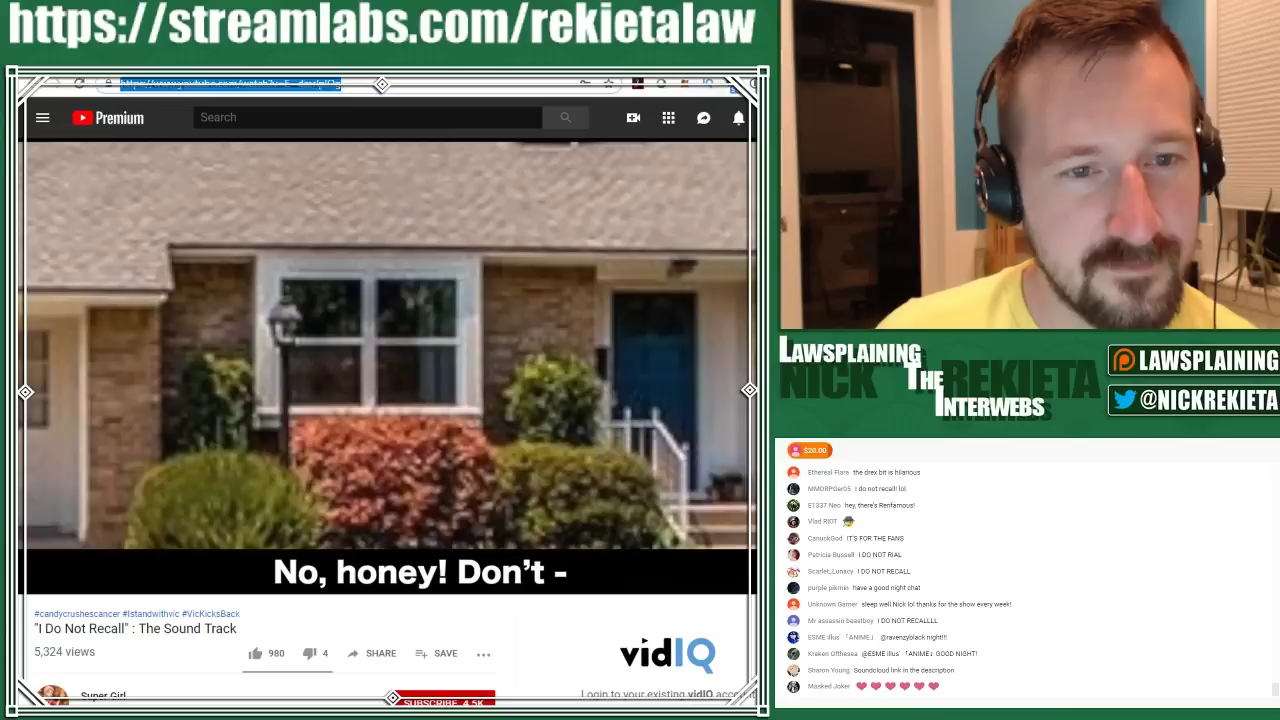 https://streamlabs.com/rekietalaw
Premium
Search
No, honey! Don't -
#candycrushescancer #Istandwithvic #VicKicksBack
"I Do Not Recall" : The Sound Track
5,324 views
980
4
SHARE
SAVE
vidIQ
Super Girl
SUBSCRIBE 4.5K
Login to your existing vidIQ
LAWSPLAINING
THE
INTERWEBS
NICK REKIETA
LAWSPLAINING
@NICKREKIETA
$20.00
Ethereal Flare the drex bit is hilarious
MMORPGer05 I do not recall! lol.
E1337 Neo hey, there's Renfamous!
Vlad RIOT
CanuckGod IT'S FOR THE FANS
Patricia Bussell I DO NOT RIAL
Scarlet_Lunacy I DO NOT RECALL
purple pikmin have a good night chat
Unknown Gamer sleep well Nick lol thanks for the show every week!
Mr assassin beastboy I DO NOT RECALLLL
ESME illus' 「ANIME」 @ravenzyblack night!!!
Kraken Ofthesea @ESME illus' 「ANIME」 GOOD NIGHT!
Sharon Young Soundcloud link in the description
Masked Joker